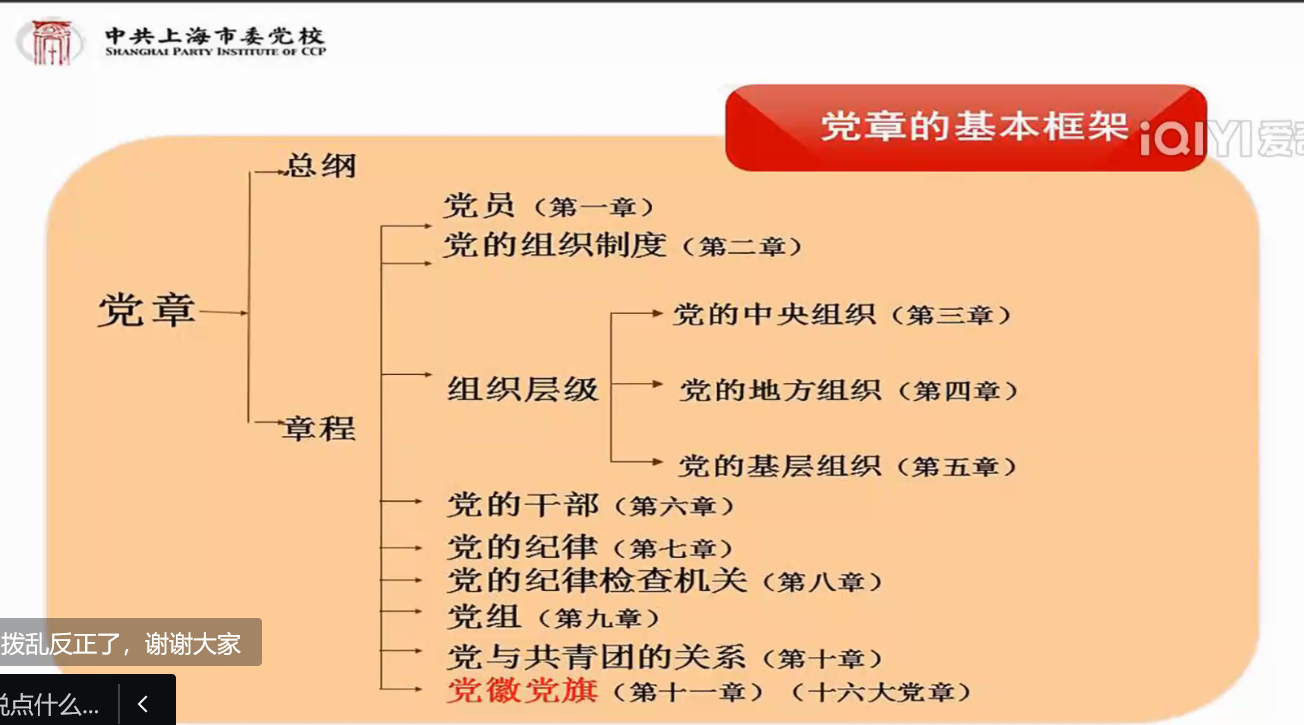 中共上海市委党校
SHANGHAI PARTY INSTITUTE OF CCP
党章的基本框架
iQIYI爱
总纲
党员（第一章）
党的组织制度（第二章）
党章
党的中央组织（第三章）
组织层级
党的地方组织（第四章）
章程
党的基层组织（第五章）
党的干部（第六章）
党的纪律（第七章）
党的纪律检查机关（第八章）
党组（第九章）
拨乱反正了，谢谢大家
党与共青团的关系（第十章）
党徽党旗（第十一章）（十六大党章）
点什么...